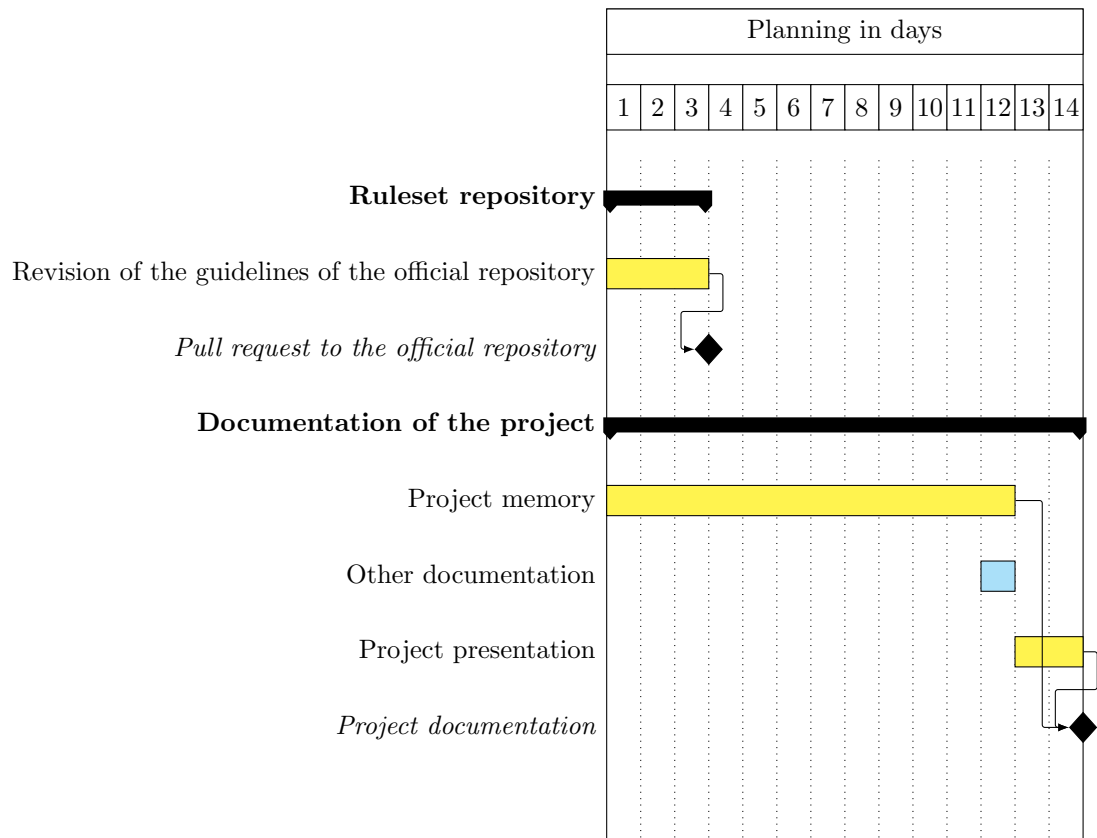 Planning in days
1 2 3 4 5 6 7 8 9 10 11 12 13 14
Ruleset repository
Revision of the guidelines of the official repository
Pull request to the official repository
Documentation of the project
Project memory
Other documentation
Project presentation
Project documentation